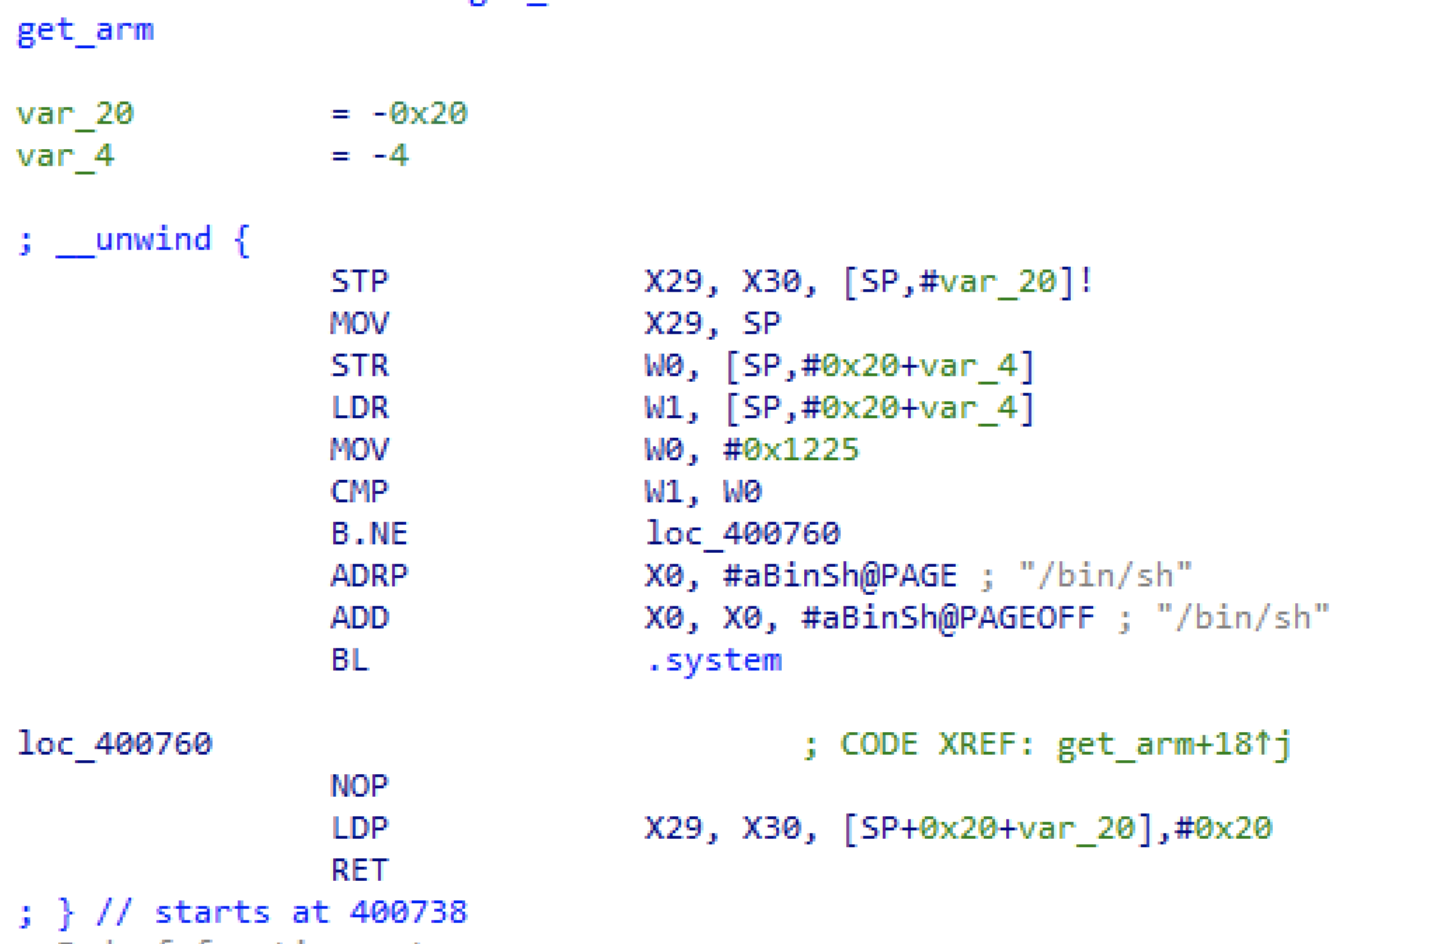 get_arm
var_20 = -0x20
var_4 = -4
; __unwind {
STP X29, X30, [SP,#var_20]!
MOV X29, SP
STR W0, [SP,#0x20+var_4]
LDR W1, [SP,#0x20+var_4]
MOV W0, #0x1225
CMP W1, W0
B.NE loc_400760
ADRP X0, #aBinSh@PAGE ; "/bin/sh"
ADD X0, X0, #aBinSh@PAGEOFF ; "/bin/sh"
BL .system
loc_400760 ; CODE XREF: get_arm+18↑j
NOP
LDP X29, X30, [SP+0x20+var_20],#0x20
RET
; } // starts at 400738